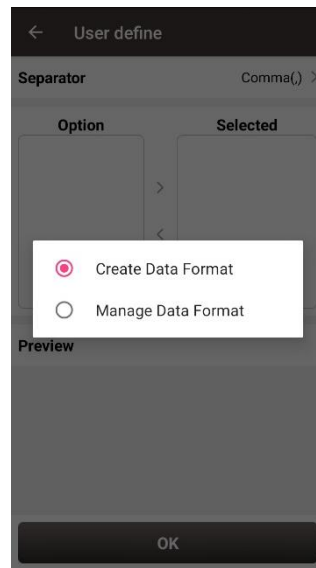 User define
Separator Comma(,)
Option Selected
Create Data Format
Manage Data Format
Preview
OK